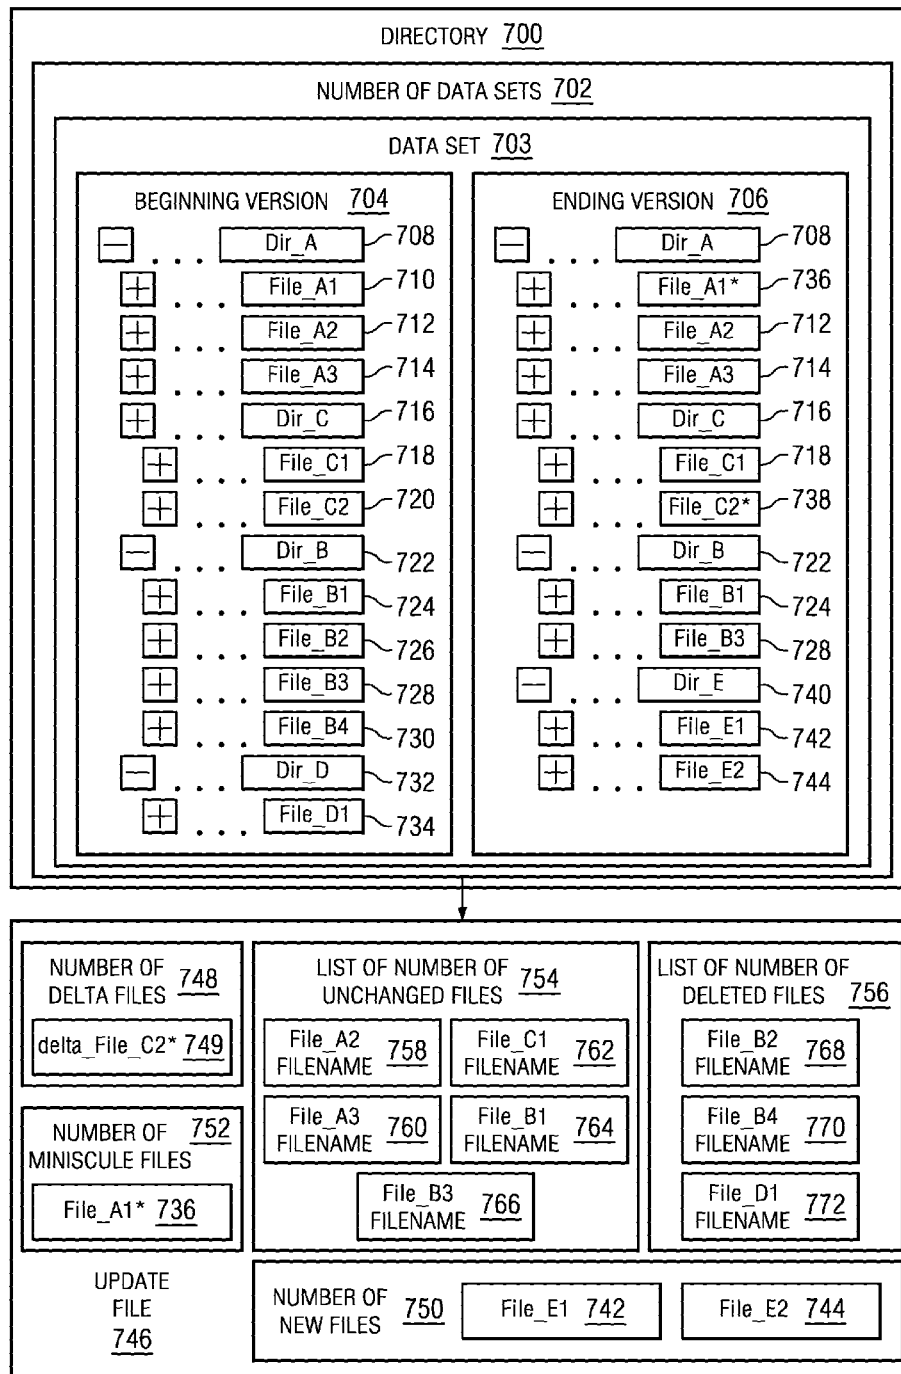 DIRECTORY 700
NUMBER OF DATA SETS 702
DATA SET 703
BEGINNING VERSION 704
Dir_A 708
File_A1 710
File_A2 712
File_A3 714
Dir_C 716
File_C1 718
File_C2 720
Dir_B 722
File_B1 724
File_B2 726
File_B3 728
File_B4 730
Dir_D 732
File_D1 734
ENDING VERSION 706
Dir_A 708
File_A1* 736
File_A2 712
File_A3 714
Dir_C 716
File_C1 718
File_C2* 738
Dir_B 722
File_B1 724
File_B3 728
Dir_E 740
File_E1 742
File_E2 744
NUMBER OF
DELTA FILES 748
delta_File_C2* 749
NUMBER OF 752
MINISCULE FILES
File_A1* 736
UPDATE
FILE
746
LIST OF NUMBER OF
UNCHANGED FILES 754
File_A2
FILENAME 758
File_C1
FILENAME 762
File_A3
FILENAME 760
File_B1
FILENAME 764
File_B3
FILENAME 766
LIST OF NUMBER OF
DELETED FILES 756
File_B2
FILENAME 768
File_B4
FILENAME 770
File_D1
FILENAME 772
NUMBER OF
NEW FILES 750
File_E1 742
File_E2 744